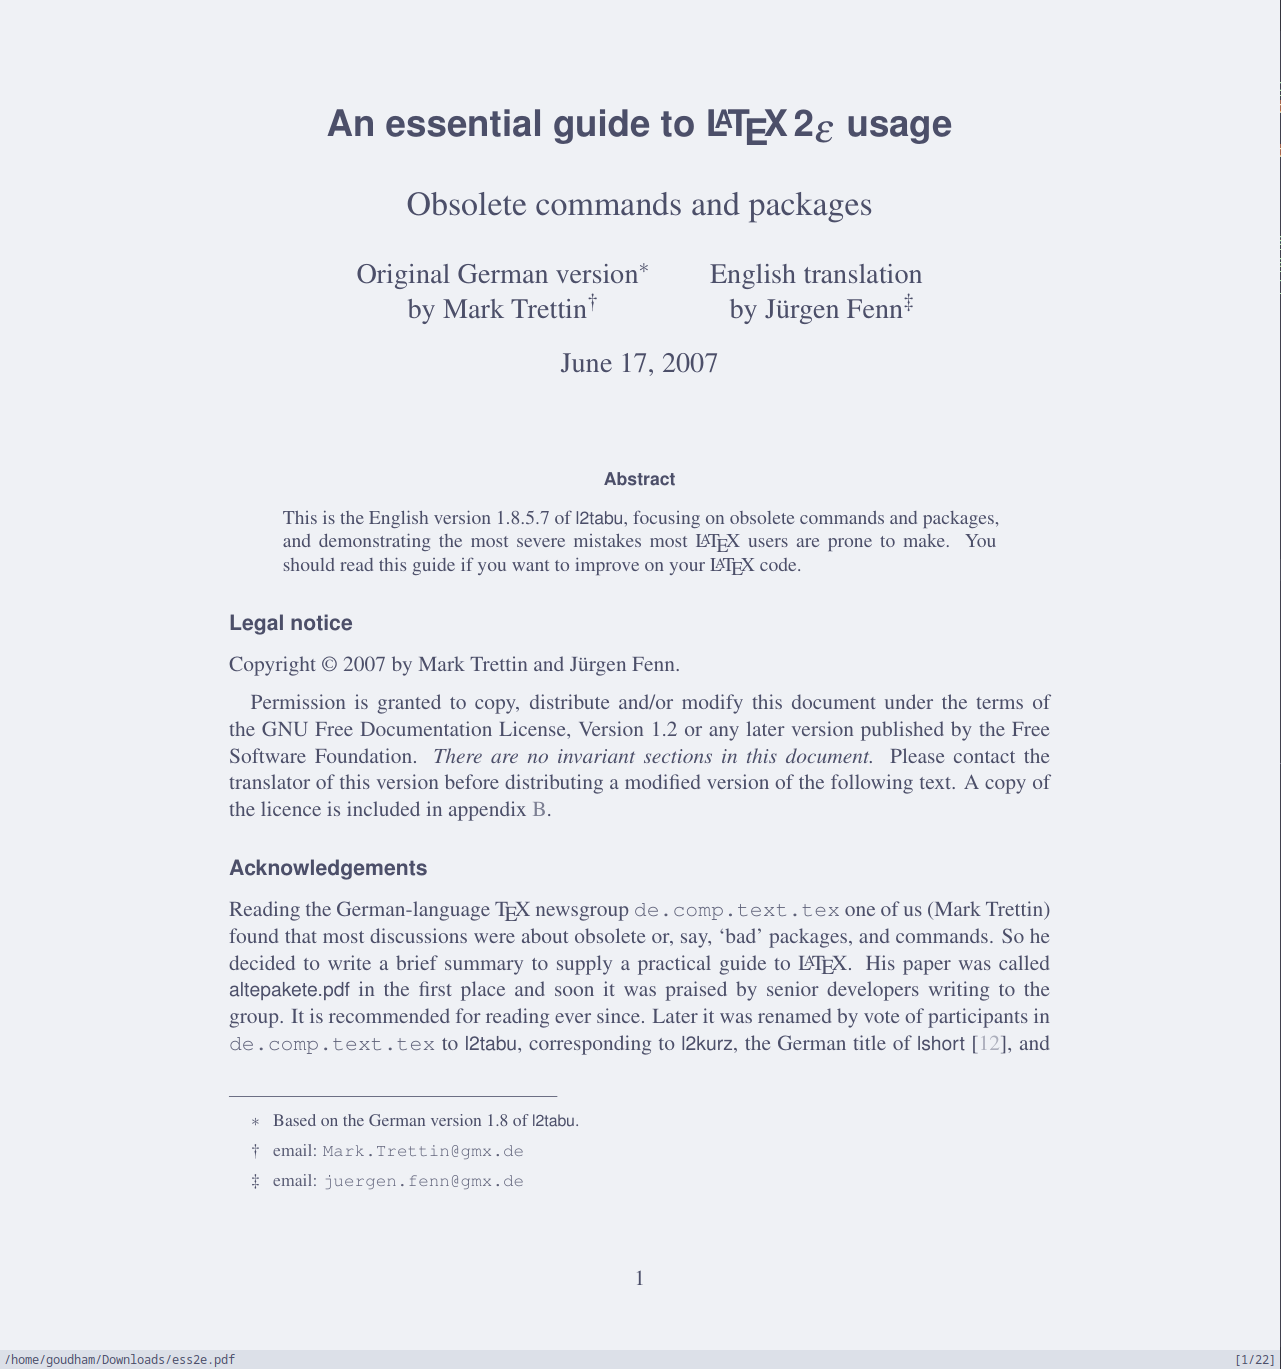 An essential guide to LATEX 2ε usage
Obsolete commands and packages
Original German version* English translation
by Mark Trettin† by Jürgen Fenn‡
June 17, 2007
Abstract
This is the English version 1.8.5.7 of l2tabu, focusing on obsolete commands and packages,
and demonstrating the most severe mistakes most LATEX users are prone to make. You
should read this guide if you want to improve on your LATEX code.
Legal notice
Copyright © 2007 by Mark Trettin and Jürgen Fenn.
Permission is granted to copy, distribute and/or modify this document under the terms of
the GNU Free Documentation License, Version 1.2 or any later version published by the Free
Software Foundation. There are no invariant sections in this document. Please contact the
translator of this version before distributing a modified version of the following text. A copy of
the licence is included in appendix B.
Acknowledgements
Reading the German-language TEX newsgroup de.comp.text.tex one of us (Mark Trettin)
found that most discussions were about obsolete or, say, ‘bad’ packages, and commands. So he
decided to write a brief summary to supply a practical guide to LATEX. His paper was called
altepakete.pdf in the first place and soon it was praised by senior developers writing to the
group. It is recommended for reading ever since. Later it was renamed by vote of participants in
de.comp.text.tex to l2tabu, corresponding to l2kurz, the German title of lshort [12], and
* Based on the German version 1.8 of l2tabu.
† email: Mark.Trettin@gmx.de
‡ email: juergen.fenn@gmx.de
1
/home/goudham/Downloads/ess2e.pdf [1/22]